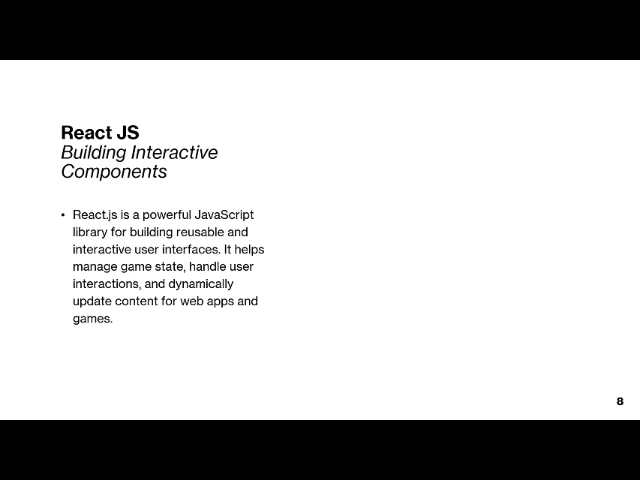 React JS
Building Interactive
Components
• React.js is a powerful JavaScript
library for building reusable and
interactive user interfaces. It helps
manage game state, handle user
interactions, and dynamically
update content for web apps and
games.
8